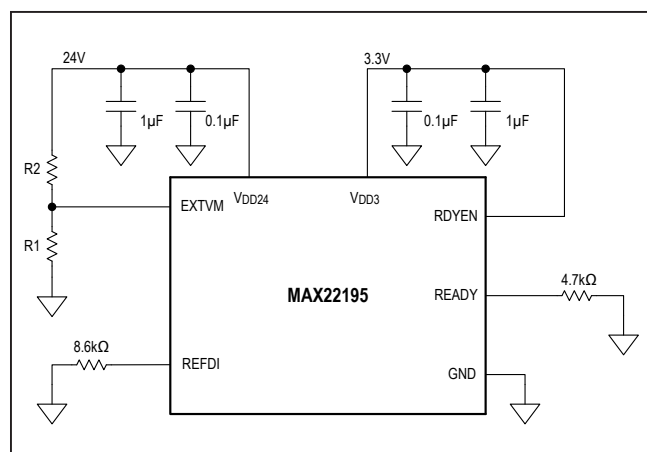 24V
3.3V
1µF
0.1µF
0.1µF
1µF
R2
VDD24
VDD3
EXTVM
RDYEN
R1
MAX22195
READY
4.7kΩ
8.6kΩ
REFDI
GND